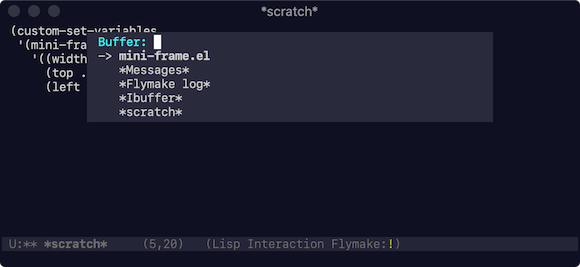 *scratch*
(custom-set-variables
'(mini-fra
'((width
(top .
(left
Buffer:
-> mini-frame.el
*Messages*
*Flymake log*
*Ibuffer*
*scratch*
U:** *scratch* (5,20) (Lisp Interaction Flymake:!)